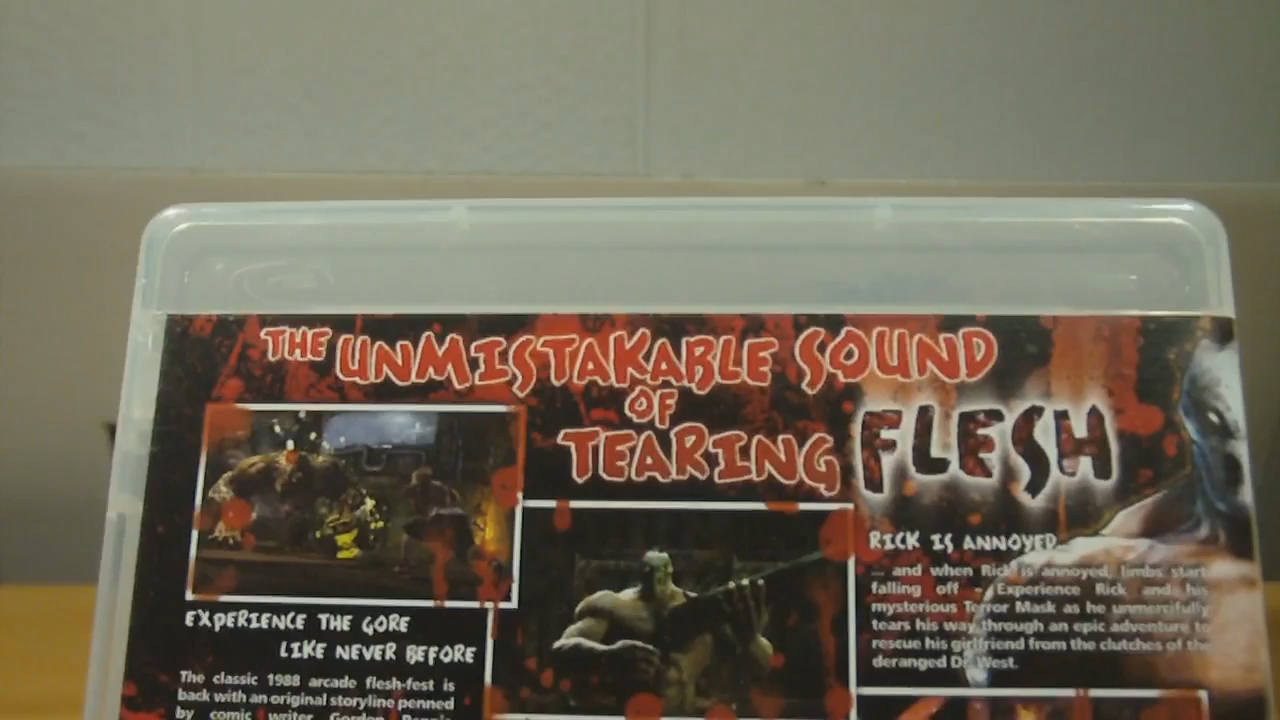 THE UNMISTAKABLE SOUND
OF
TEARING FLESH
EXPERIENCE THE GORE
LIKE NEVER BEFORE
The classic 1988 arcade flesh-fest is
back with an original storyline penned
by comic writer Gordon Rennie
RICK IS ANNOYED...
... and when Rick is annoyed, limbs start
falling off - Experience Rick and his
mysterious Terror Mask as he unmercifully
tears his way through an epic adventure to
rescue his girlfriend from the clutches of the
deranged Dr. West.